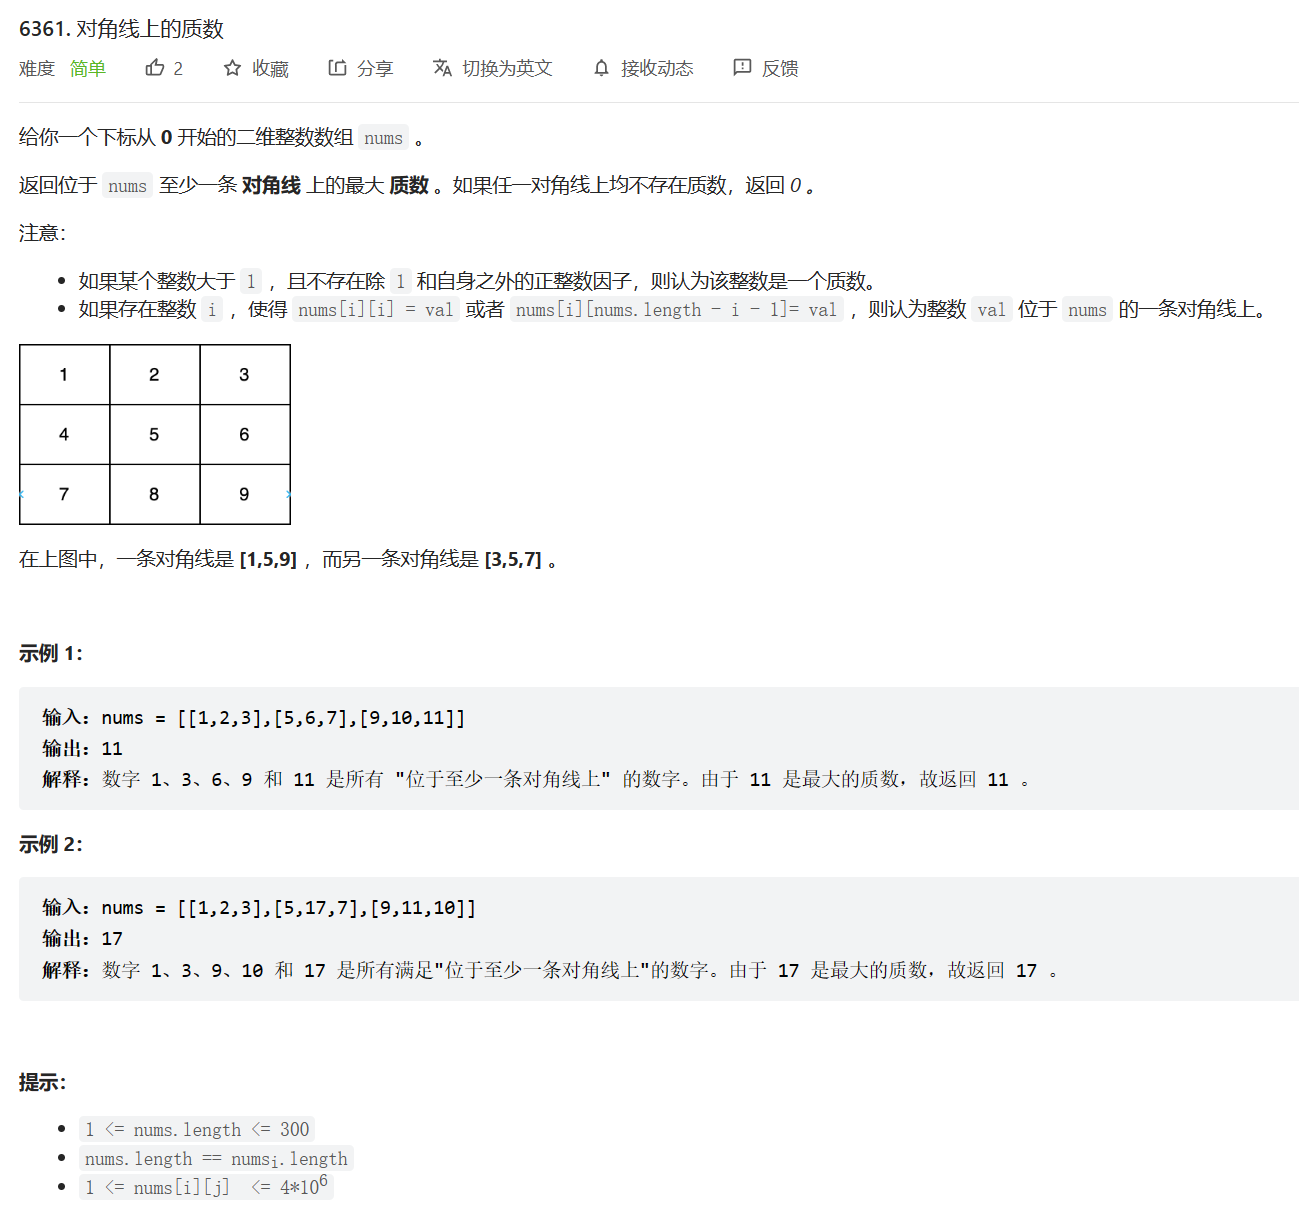 6361. 对角线上的质数
难度 简单 2 收藏 分享 切换为英文 接收动态 反馈
给你一个下标从 0 开始的二维整数数组 nums 。
返回位于 nums 至少一条 对角线 上的最大 质数 。如果任一对角线上均不存在质数，返回 0 。
注意：
如果某个整数大于 1 ，且不存在除 1 和自身之外的正整数因子，则认为该整数是一个质数。
如果存在整数 i ，使得 nums[i][i] = val 或者 nums[i][nums.length - i - 1]= val ，则认为整数 val 位于 nums 的一条对角线上。
1 2 3
4 5 6
7 8 9
在上图中，一条对角线是 [1,5,9] ，而另一条对角线是 [3,5,7] 。
示例 1：
输入：nums = [[1,2,3],[5,6,7],[9,10,11]]
输出：11
解释：数字 1、3、6、9 和 11 是所有 "位于至少一条对角线上" 的数字。由于 11 是最大的质数，故返回 11 。
示例 2：
输入：nums = [[1,2,3],[5,17,7],[9,11,10]]
输出：17
解释：数字 1、3、9、10 和 17 是所有满足"位于至少一条对角线上"的数字。由于 17 是最大的质数，故返回 17 。
提示：
1 <= nums.length <= 300
nums.length == numsᵢ.length
1 <= nums[i][j] <= 4*10⁶